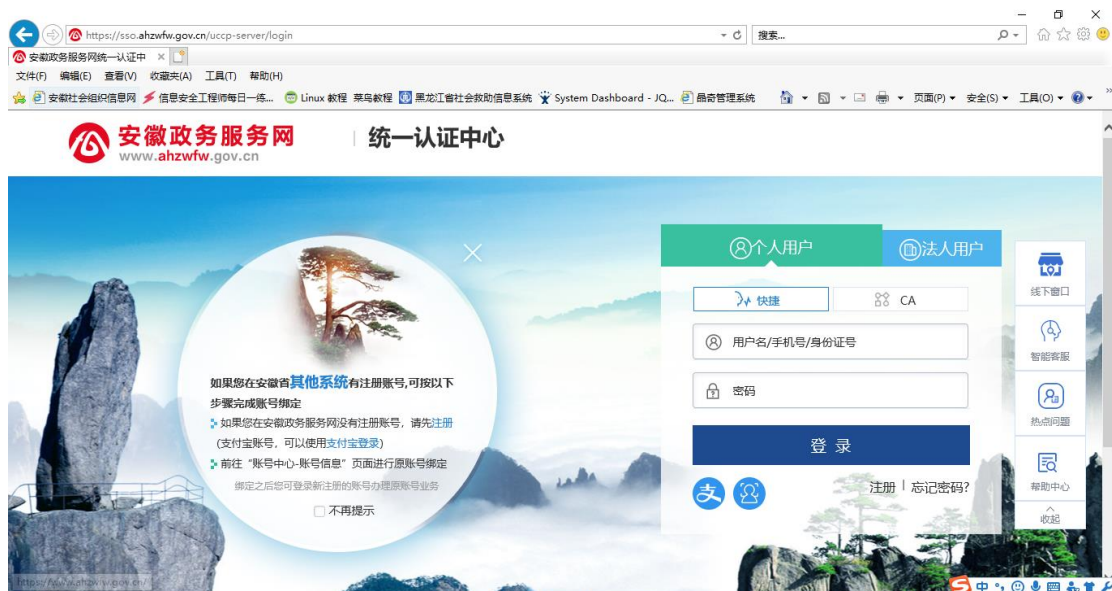 https://sso.ahzwfw.gov.cn/uccp-server/login
搜索...
安徽政务服务网统一认证中
文件(F) 编辑(E) 查看(V) 收藏夹(A) 工具(T) 帮助(H)
安徽社会组织信息网 信息安全工程师每日一练... Linux 教程 菜鸟教程 黑龙江省社会救助信息系统 System Dashboard - JQ... 晶奇管理系统 页面(P) 安全(S) 工具(O)
安徽政务服务网
www.ahzwfw.gov.cn
统一认证中心
如果您在安徽省其他系统有注册账号,可按以下
步骤完成账号绑定
如果您在安徽政务服务网没有注册账号，请先注册
(支付宝账号，可以使用支付宝登录)
前往“账号中心-账号信息”页面进行原账号绑定
绑定之后您可登录新注册的账号办理原账号业务
不再提示
个人用户
法人用户
快捷
CA
用户名/手机号/身份证号
密码
登 录
支
注册 忘记密码?
线下窗口
智能客服
热点问题
帮助中心
收起
https://www.ahzwfw.gov.cn/
中